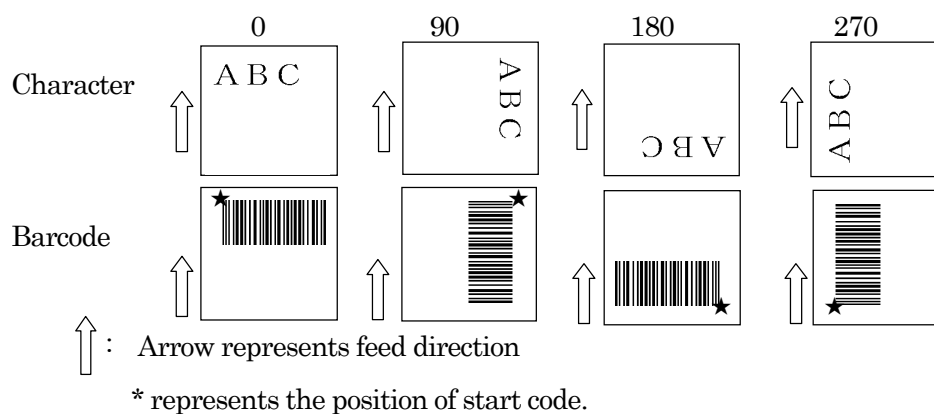 0 90 180 270
Character
A B C
A B C
A B C
A B C
Barcode
: Arrow represents feed direction
* represents the position of start code.